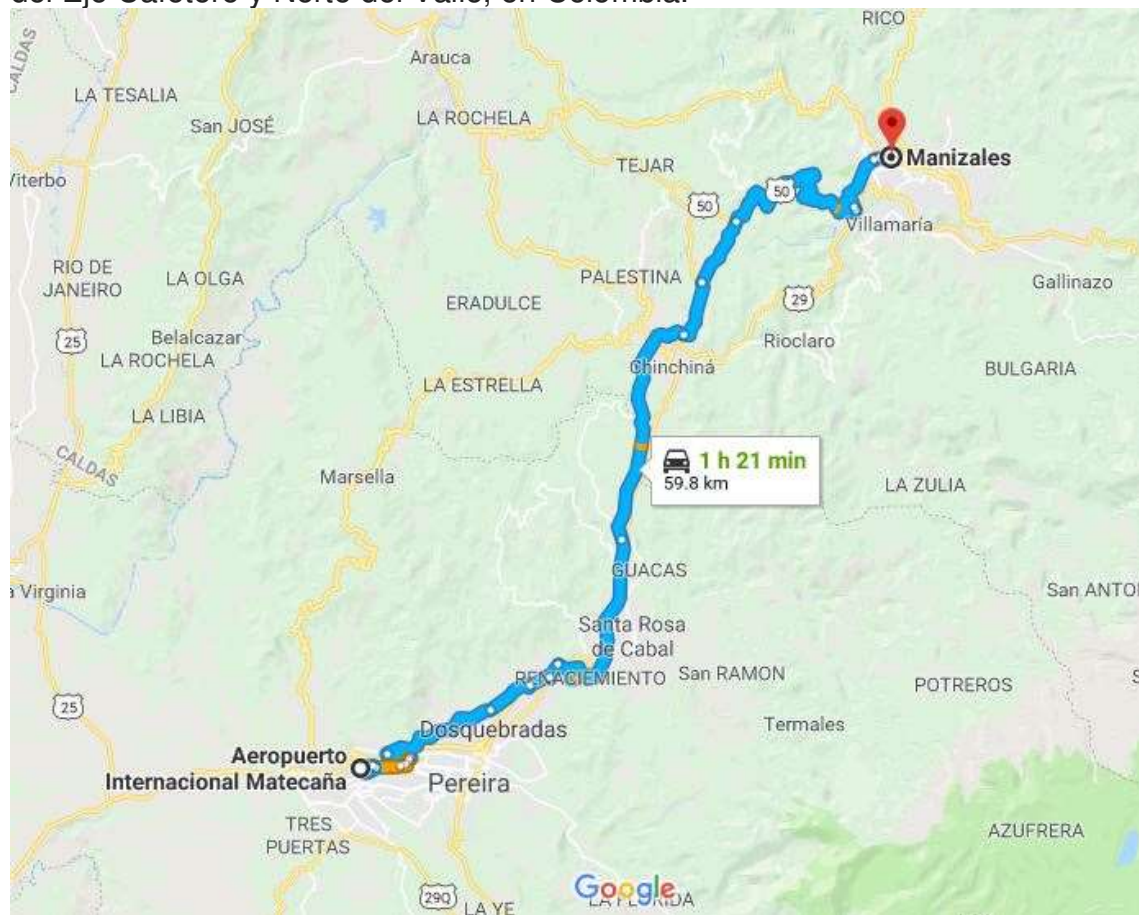 del Eje Cafetero y Norte del Valle, en Colombia.
RICO
CALDAS
Arauca
LA TESALIA
LA ROCHELA
San JOSÉ
TEJAR
Manizales
Viterbo
50
50
Villamaría
RIO DE
JANEIRO
LA OLGA
PALESTINA
Gallinazo
ERADULCE
29
25
Belalcazar
LA ROCHELA
Rioclaro
Chinchiná
BULGARIA
LA ESTRELLA
LA LIBIA
CALDAS
1 h 21 min
59.8 km
Marsella
LA ZULIA
GUACAS
a Virginia
San ANTO
Santa Rosa
de Cabal
RENACIEMIENTO
San RAMON
POTREROS
25
Termales
Dosquebradas
Aeropuerto
Internacional Matecaña
Pereira
TRES
PUERTAS
AZUFRERA
Google
29Q
LA YE
LA FLORIDA